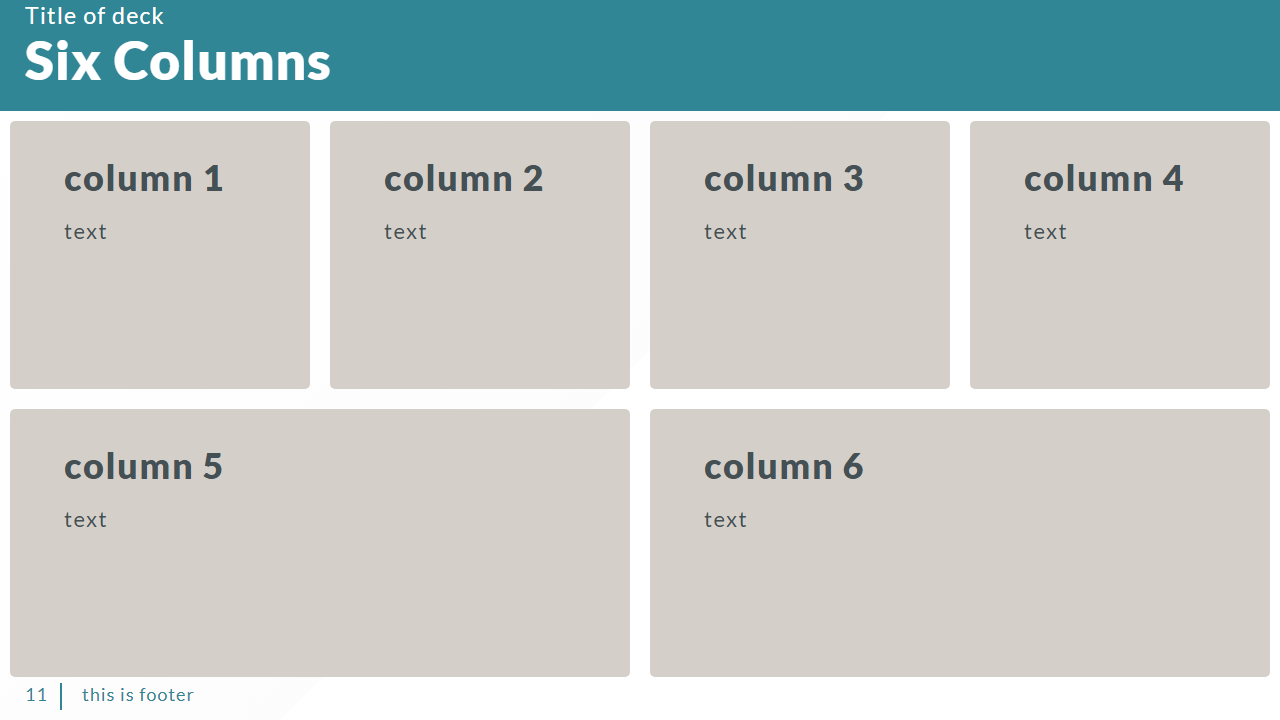 Title of deck
Six Columns
column 1
text
column 2
text
column 3
text
column 4
text
column 5
text
column 6
text
11
this is footer